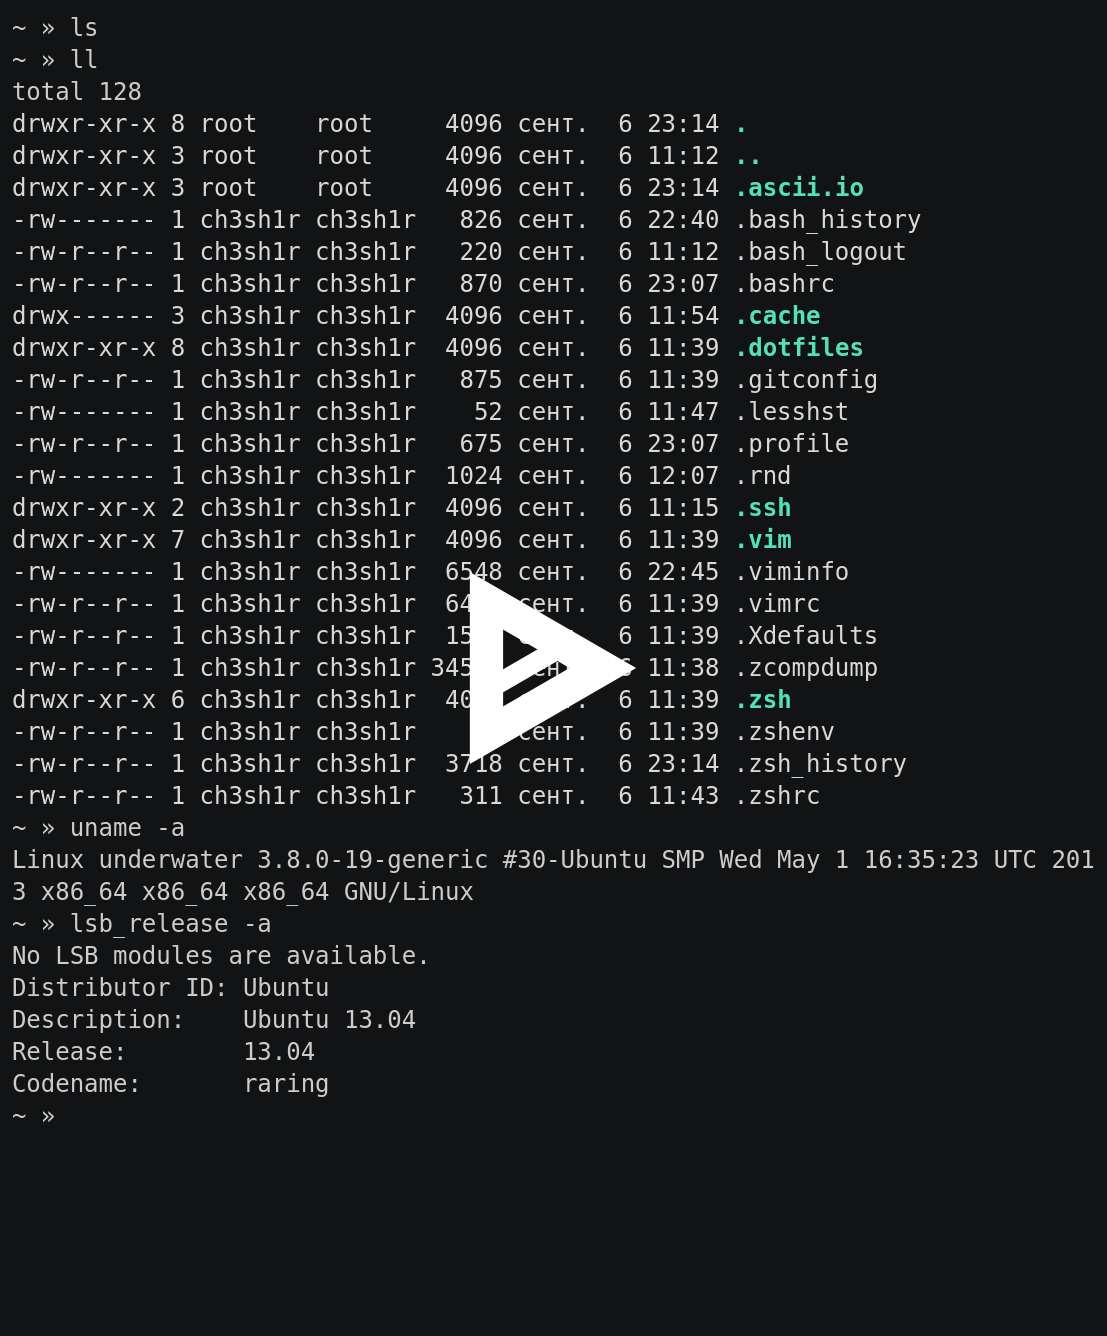 ~ » ls
~ » ll
total 128
drwxr-xr-x 8 root    root     4096 сент.  6 23:14 .
drwxr-xr-x 3 root    root     4096 сент.  6 11:12 ..
drwxr-xr-x 3 root    root     4096 сент.  6 23:14 .ascii.io
-rw------- 1 ch3sh1r ch3sh1r   826 сент.  6 22:40 .bash_history
-rw-r--r-- 1 ch3sh1r ch3sh1r   220 сент.  6 11:12 .bash_logout
-rw-r--r-- 1 ch3sh1r ch3sh1r   870 сент.  6 23:07 .bashrc
drwx------ 3 ch3sh1r ch3sh1r  4096 сент.  6 11:54 .cache
drwxr-xr-x 8 ch3sh1r ch3sh1r  4096 сент.  6 11:39 .dotfiles
-rw-r--r-- 1 ch3sh1r ch3sh1r   875 сент.  6 11:39 .gitconfig
-rw------- 1 ch3sh1r ch3sh1r    52 сент.  6 11:47 .lesshst
-rw-r--r-- 1 ch3sh1r ch3sh1r   675 сент.  6 23:07 .profile
-rw------- 1 ch3sh1r ch3sh1r  1024 сент.  6 12:07 .rnd
drwxr-xr-x 2 ch3sh1r ch3sh1r  4096 сент.  6 11:15 .ssh
drwxr-xr-x 7 ch3sh1r ch3sh1r  4096 сент.  6 11:39 .vim
-rw------- 1 ch3sh1r ch3sh1r  6548 сент.  6 22:45 .viminfo
-rw-r--r-- 1 ch3sh1r ch3sh1r сент.  6 11:39 .vimrc
-rw-r--r-- 1 ch3sh1r ch3sh1r 6 11:39 .Xdefaults
-rw-r--r-- 1 ch3sh1r ch3sh1r 6 11:38 .zcompdump
drwxr-xr-x 6 ch3sh1r ch3sh1r 6 11:39 .zsh
-rw-r--r-- 1 ch3sh1r ch3sh1r сент.  6 11:39 .zshenv
-rw-r--r-- 1 ch3sh1r ch3sh1r  3718 сент.  6 23:14 .zsh_history
-rw-r--r-- 1 ch3sh1r ch3sh1r   311 сент.  6 11:43 .zshrc
~ » uname -a
Linux underwater 3.8.0-19-generic #30-Ubuntu SMP Wed May 1 16:35:23 UTC 201
3 x86_64 x86_64 x86_64 GNU/Linux
~ » lsb_release -a
No LSB modules are available.
Distributor ID: Ubuntu
Description:    Ubuntu 13.04
Release:        13.04
Codename:       raring
~ »